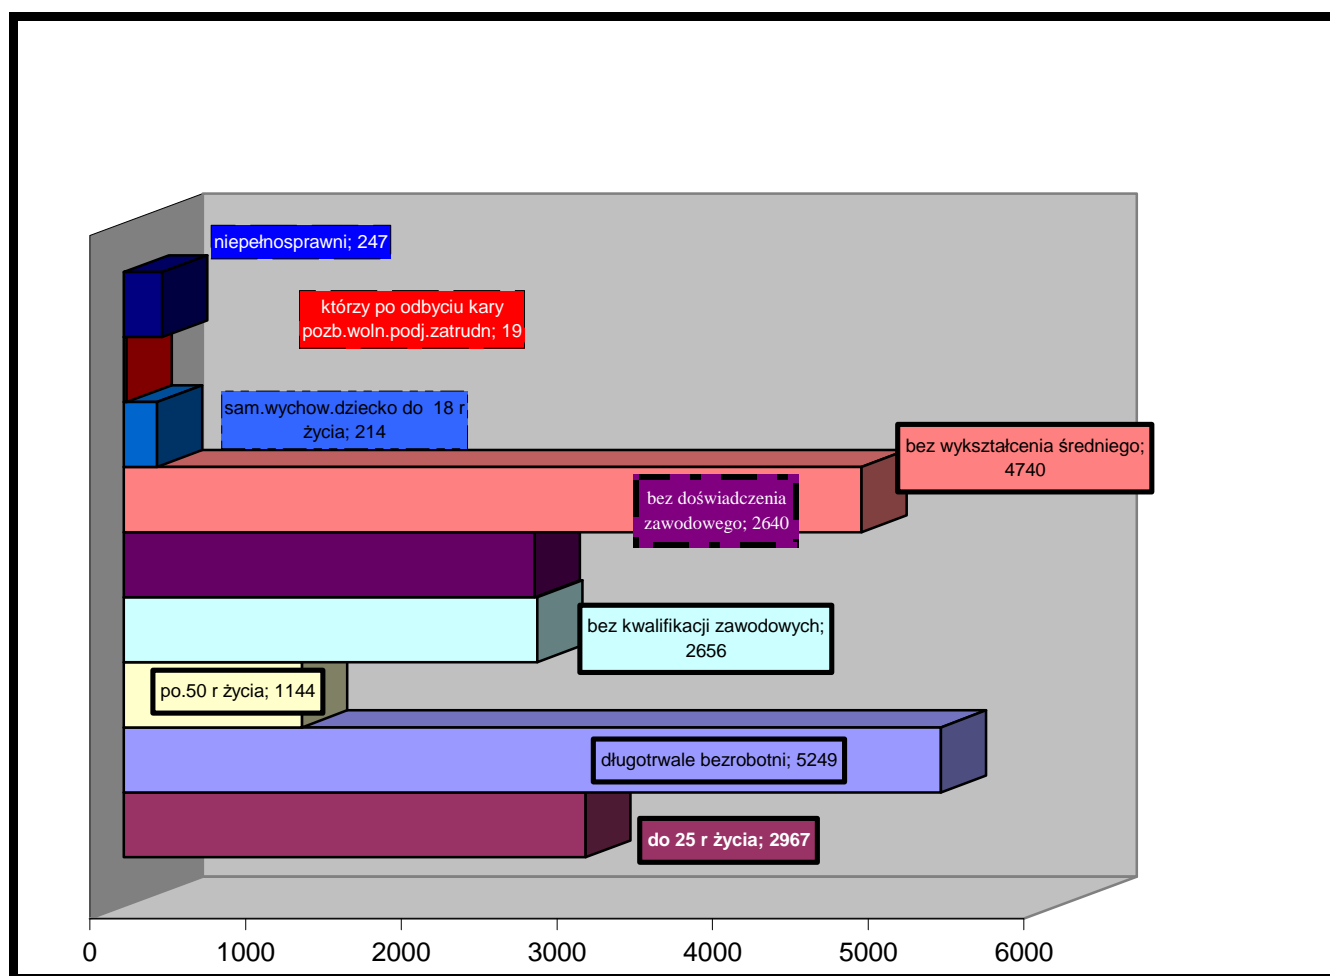 niepełnosprawni; 247
którzy po odbyciu kary
pozb.woln.podj.zatrudn; 19
sam.wychow.dziecko do  18 r
życia; 214
bez wykształcenia średniego;
4740
bez doświadczenia
zawodowego; 2640
bez kwalifikacji zawodowych;
2656
po.50 r życia; 1144
długotrwale bezrobotni; 5249
do 25 r życia; 2967
0 1000 2000 3000 4000 5000 6000